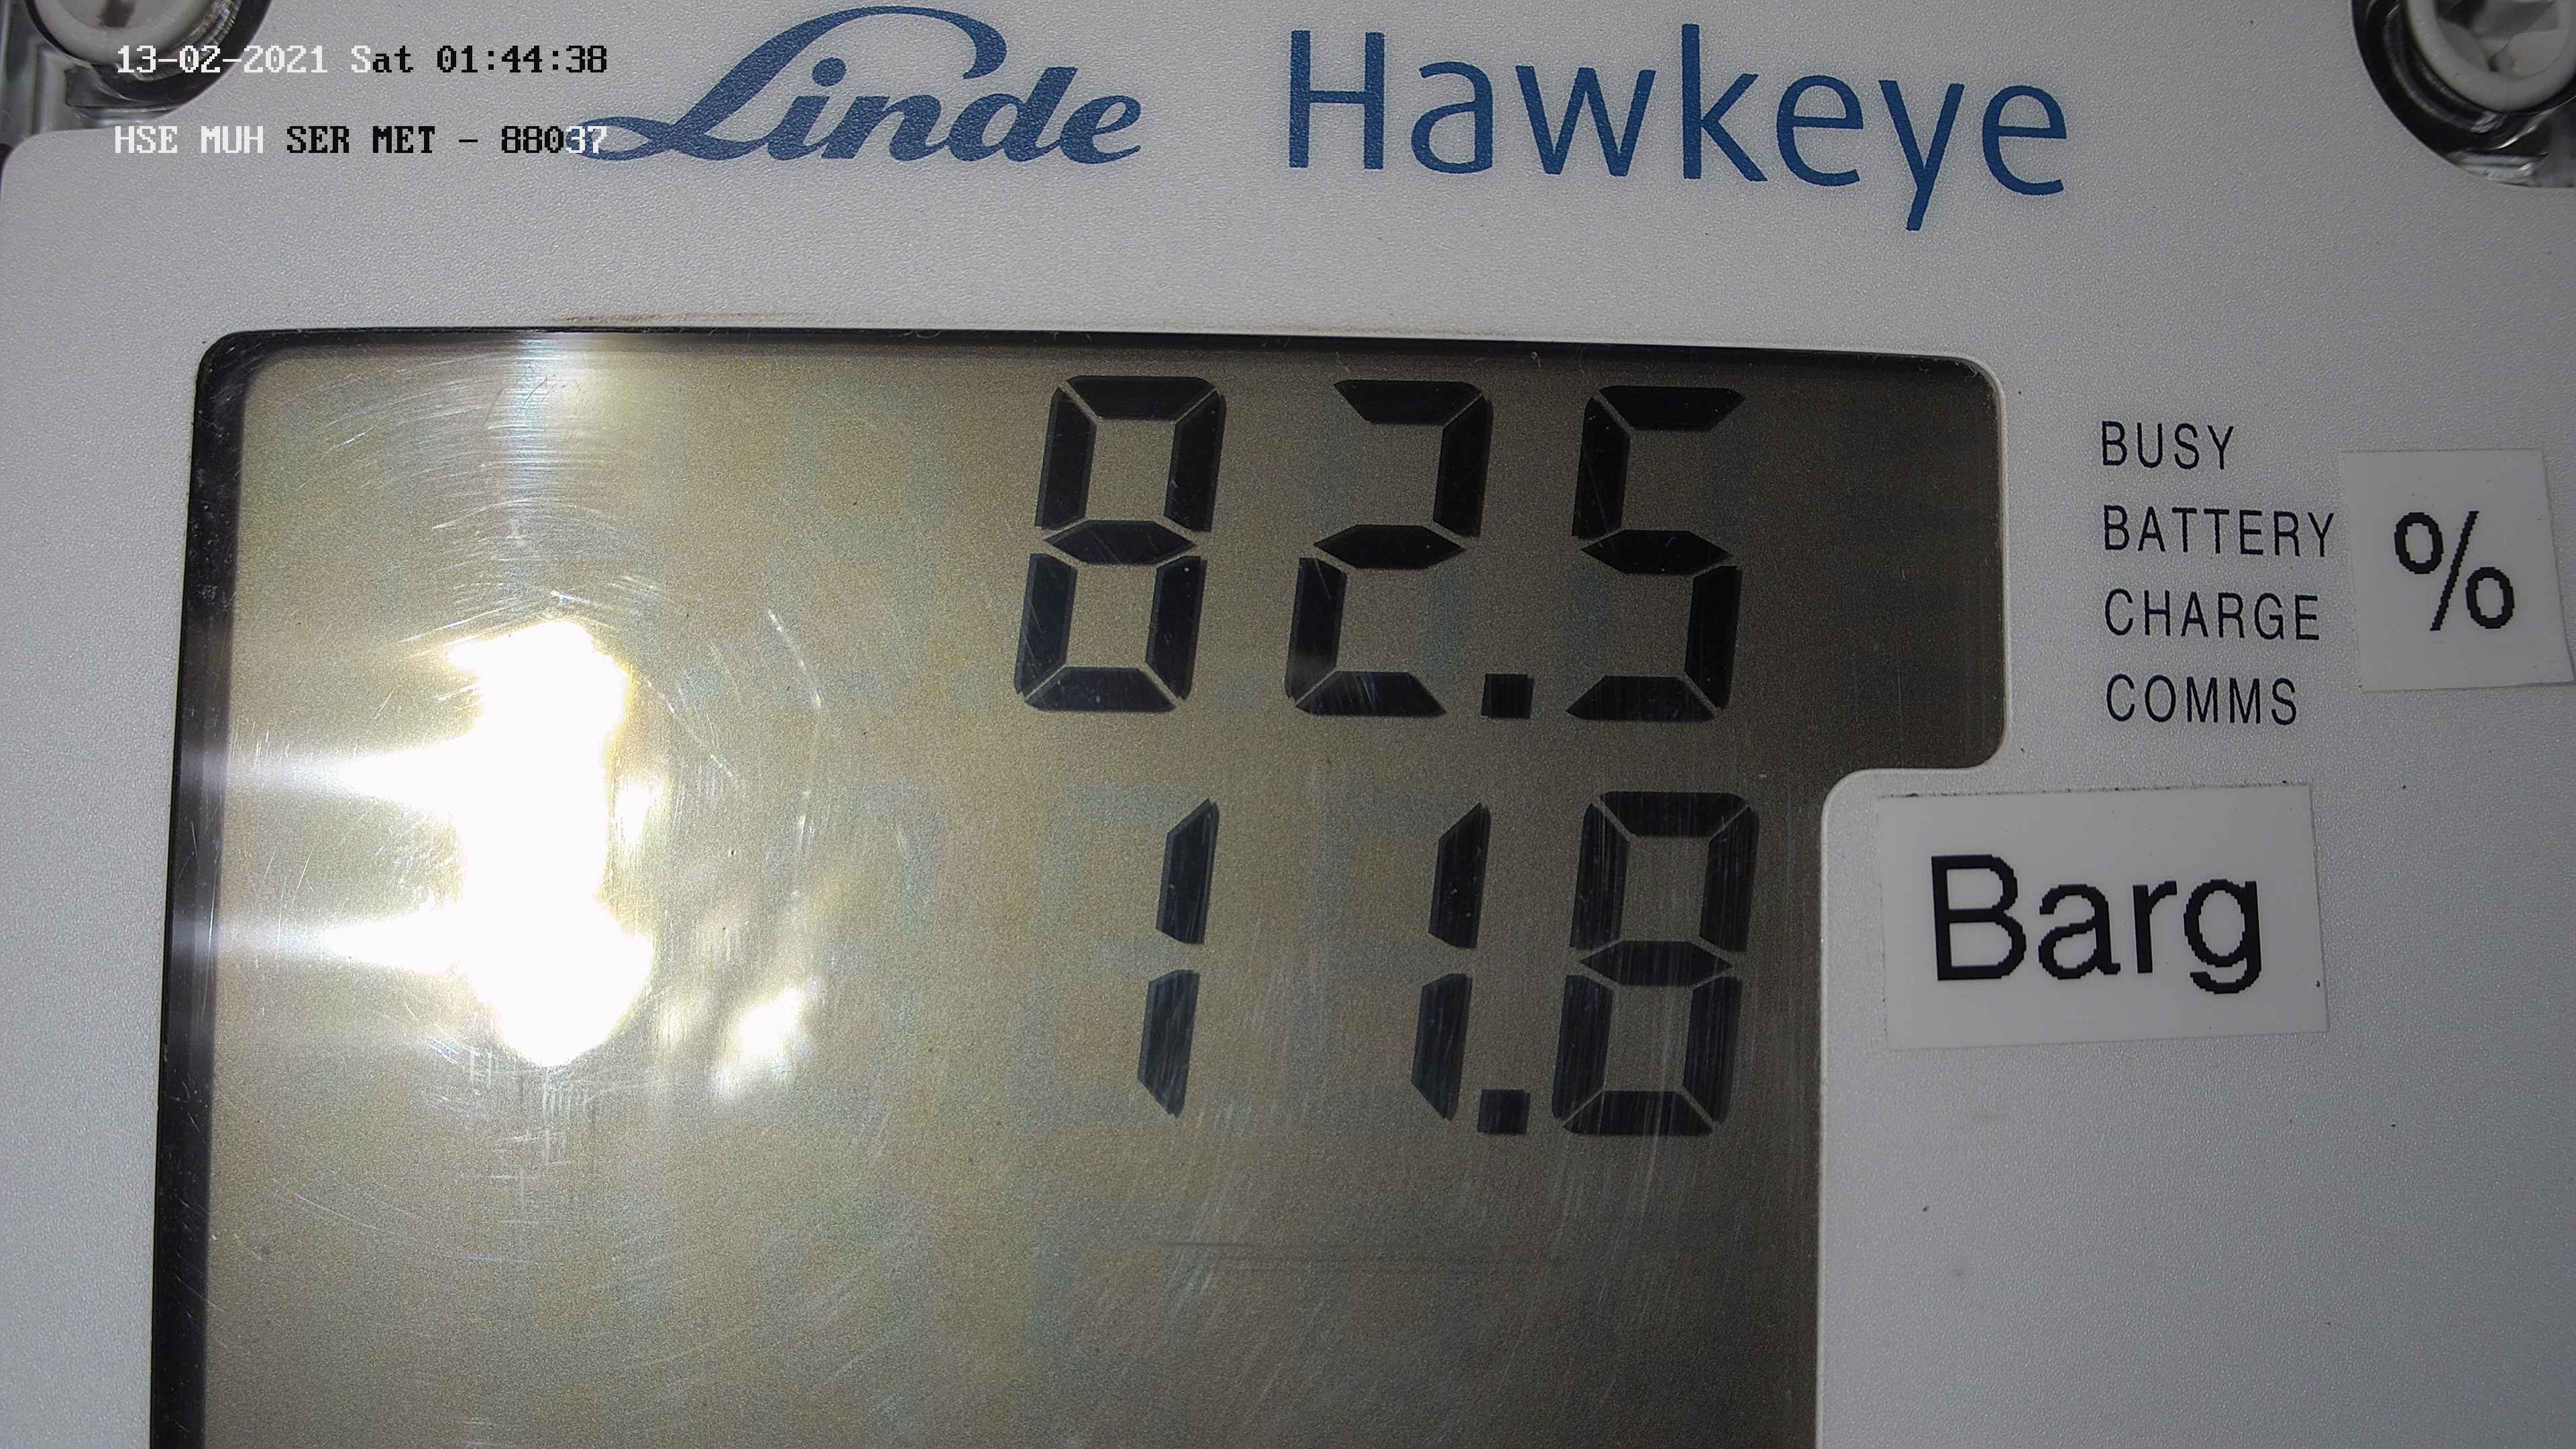 13-02-2021 Sat 01:44:38
HSE MUH SER MET - 88037
Linde Hawkeye
82.5
BUSY
BATTERY
CHARGE
COMMS
%
11.8
Barg